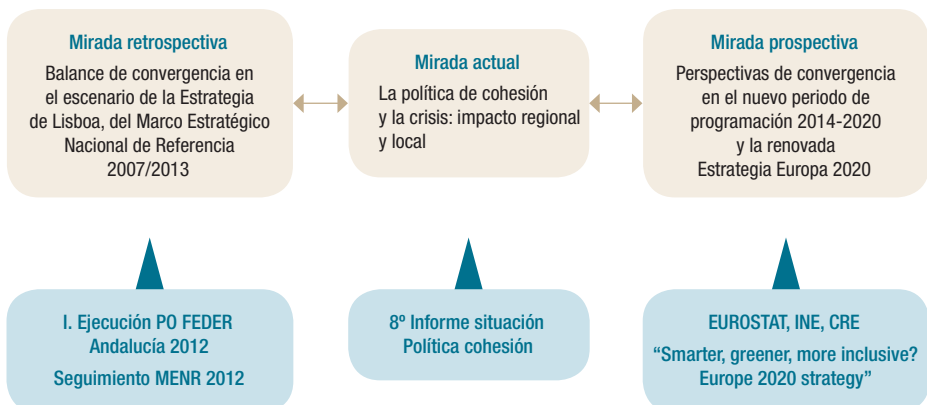 Mirada retrospectiva
Balance de convergencia en
el escenario de la Estrategia
de Lisboa, del Marco Estratégico
Nacional de Referencia
2007/2013
Mirada actual
La política de cohesión
y la crisis: impacto regional
y local
Mirada prospectiva
Perspectivas de convergencia
en el nuevo periodo de
programación 2014-2020
y la renovada
Estrategia Europa 2020
I. Ejecución PO FEDER
Andalucía 2012
Seguimiento MENR 2012
8º Informe situación
Política cohesión
EUROSTAT, INE, CRE
“Smarter, greener, more inclusive?
Europe 2020 strategy”